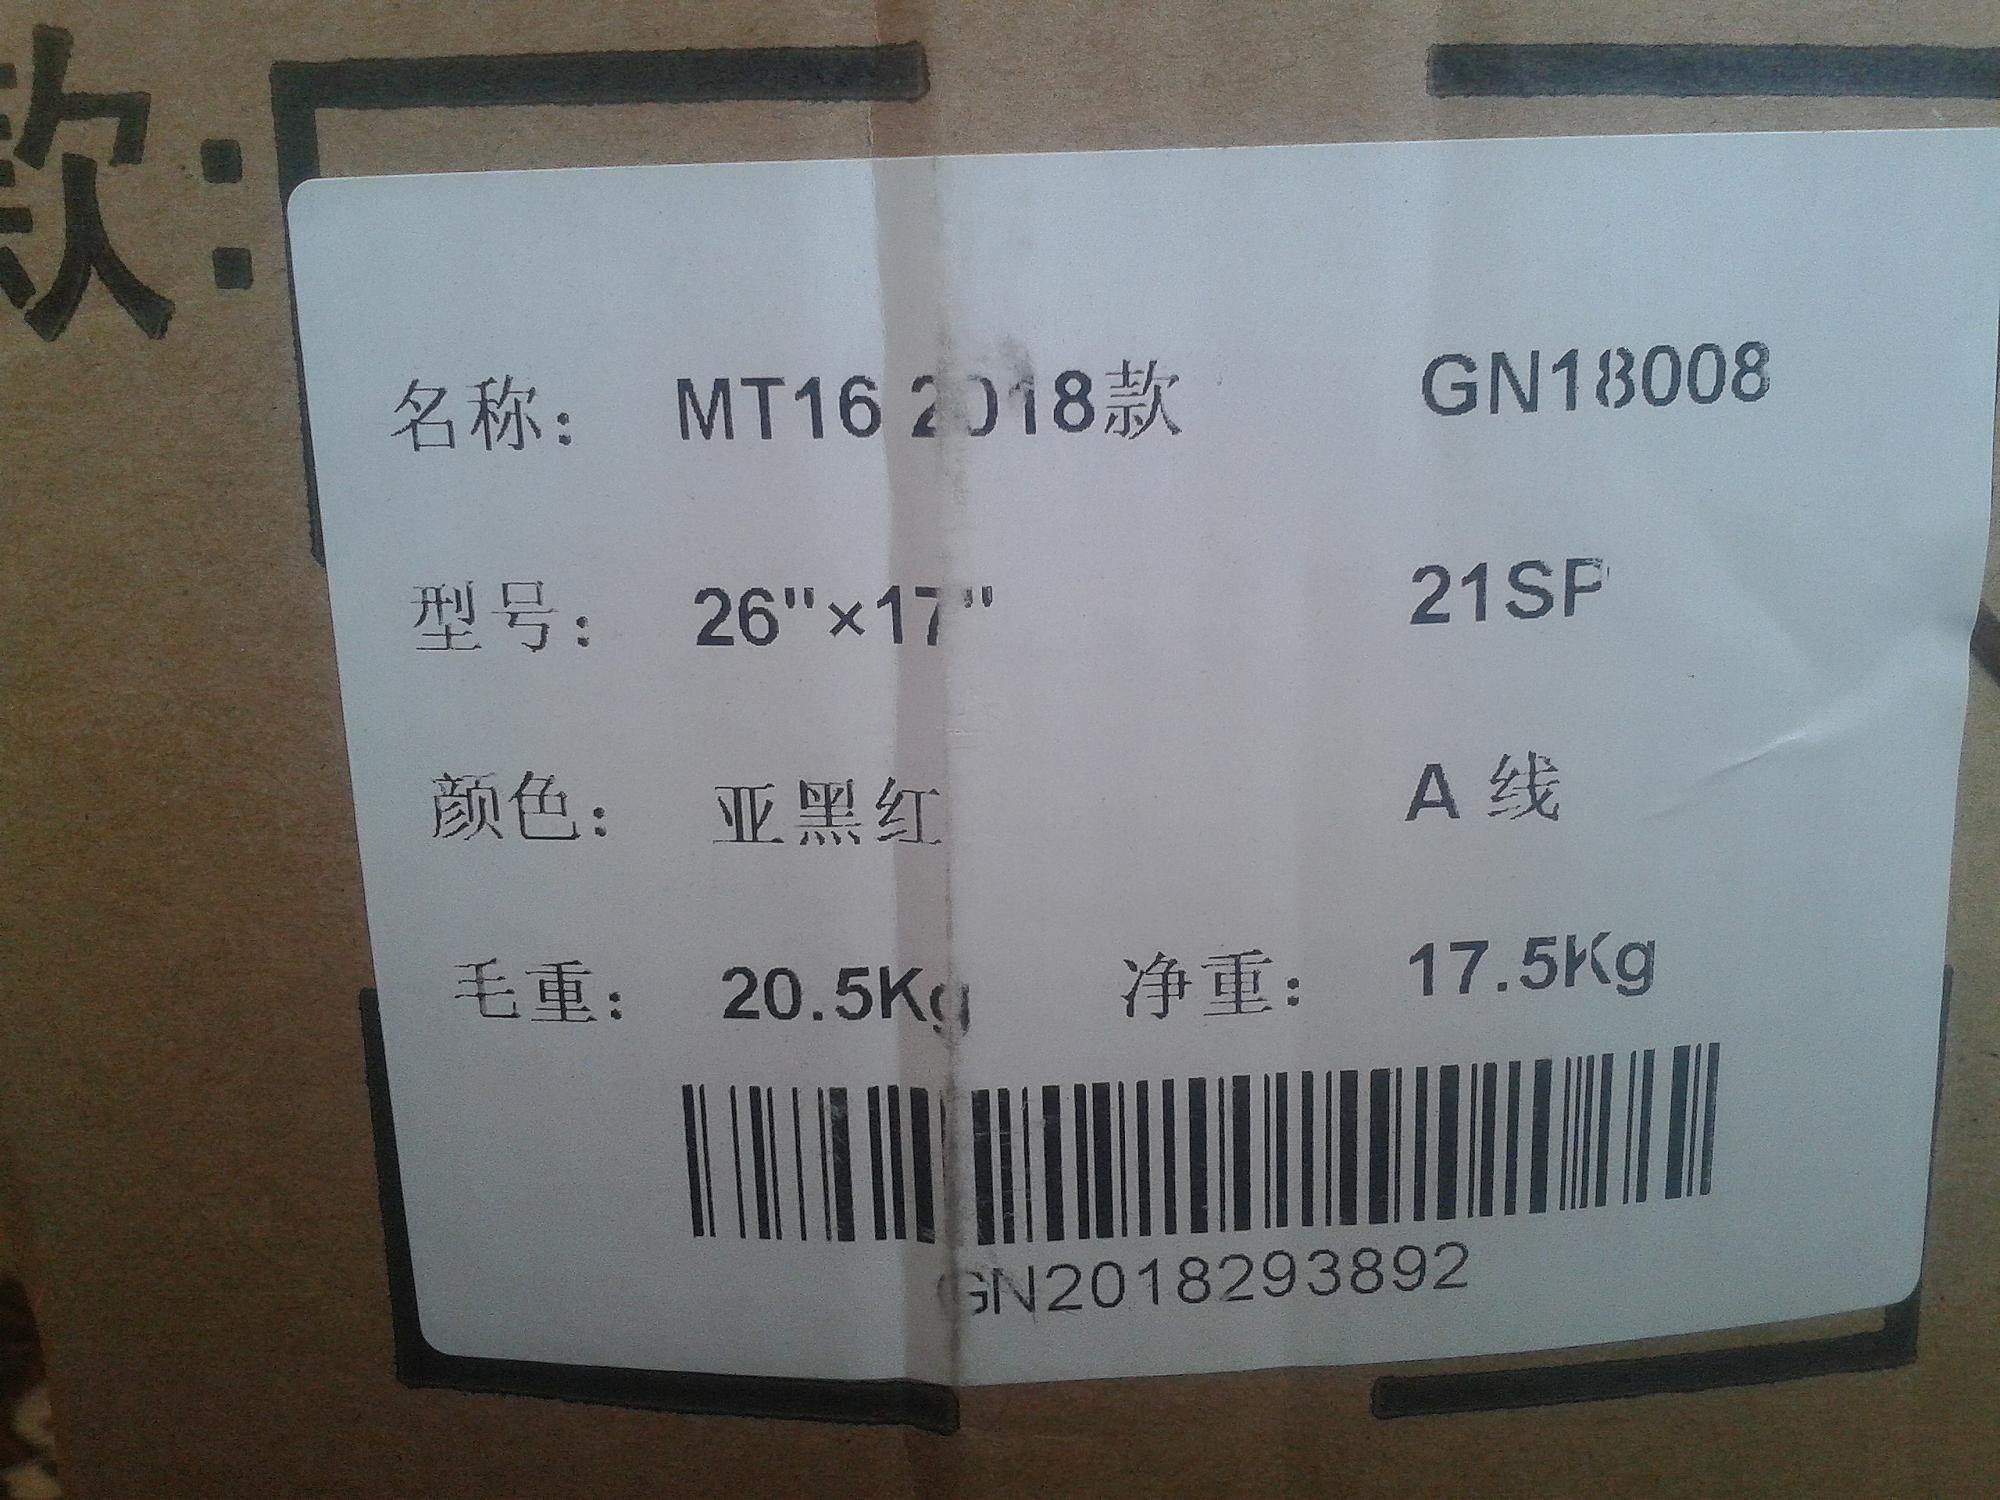 款:
名称: MT16 2018款 GN18008
型号: 26"×17" 21SP
颜色: 亚黑红 A 线
毛重: 20.5Kg 净重: 17.5Kg
GN2018293892